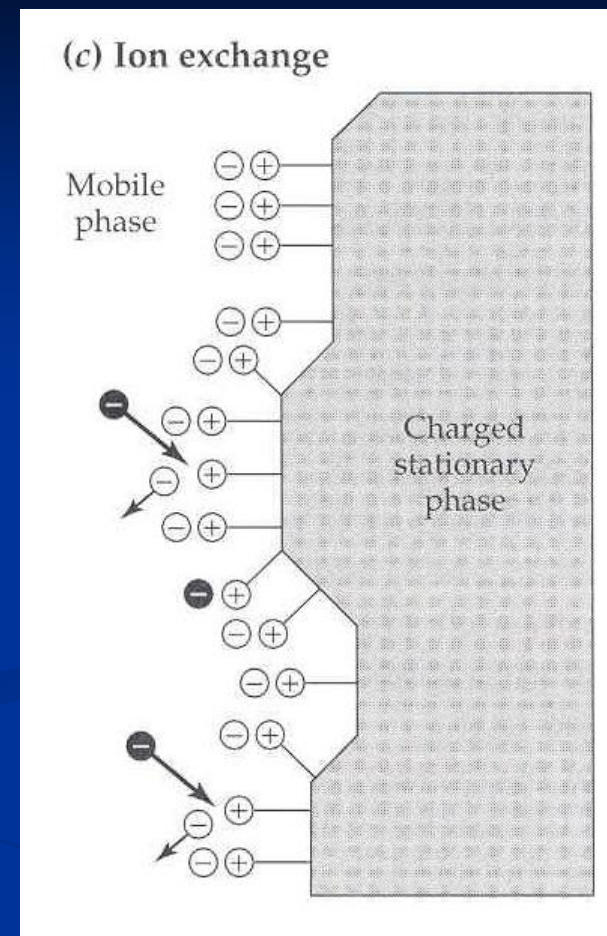 (c) Ion exchange
Mobile
phase
Charged
stationary
phase